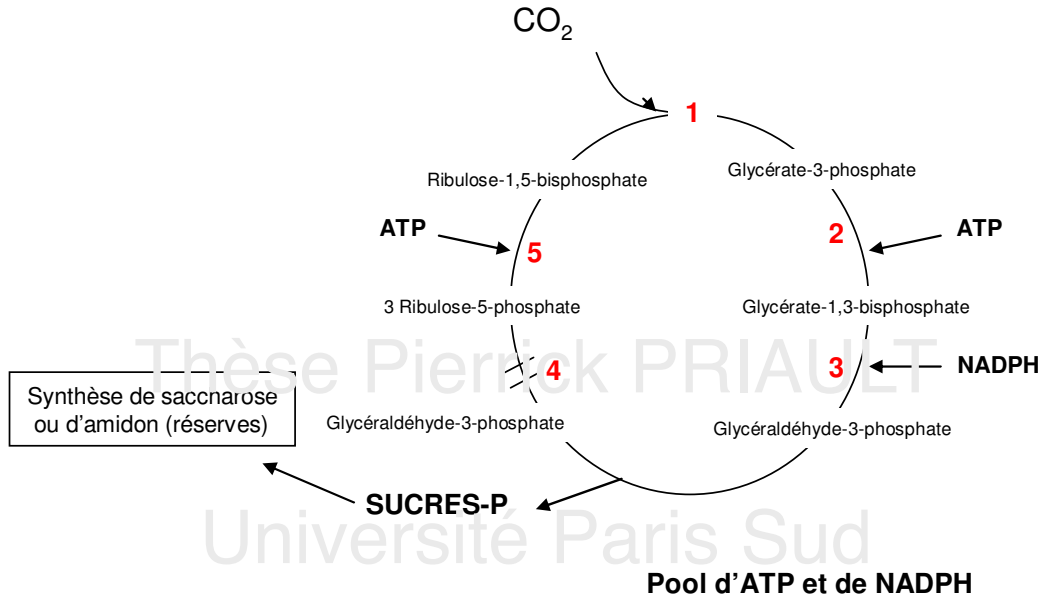 CO2
1
Ribulose-1,5-bisphosphate
Glycérate-3-phosphate
ATP
5
2
ATP
3 Ribulose-5-phosphate
Glycérate-1,3-bisphosphate
Thèse Pierrick PRIAULT
4
3
NADPH
Synthèse de saccharose
ou d'amidon (réserves)
Glycéraldéhyde-3-phosphate
Glycéraldéhyde-3-phosphate
SUCRES-P
Université Paris Sud
Pool d'ATP et de NADPH